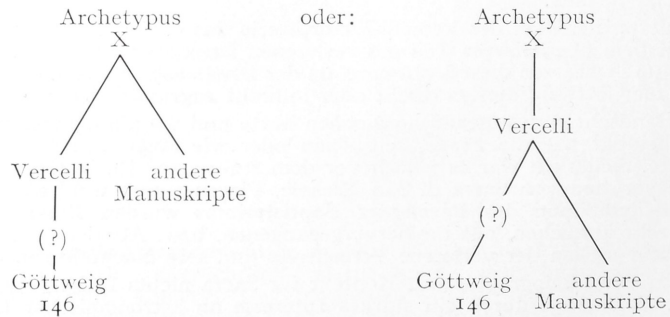 Archetypus
X
Vercelli
andere
Manuskripte
(?)
Göttweig
146
oder:
Archetypus
X
Vercelli
(?)
Göttweig
146
andere
Manuskripte